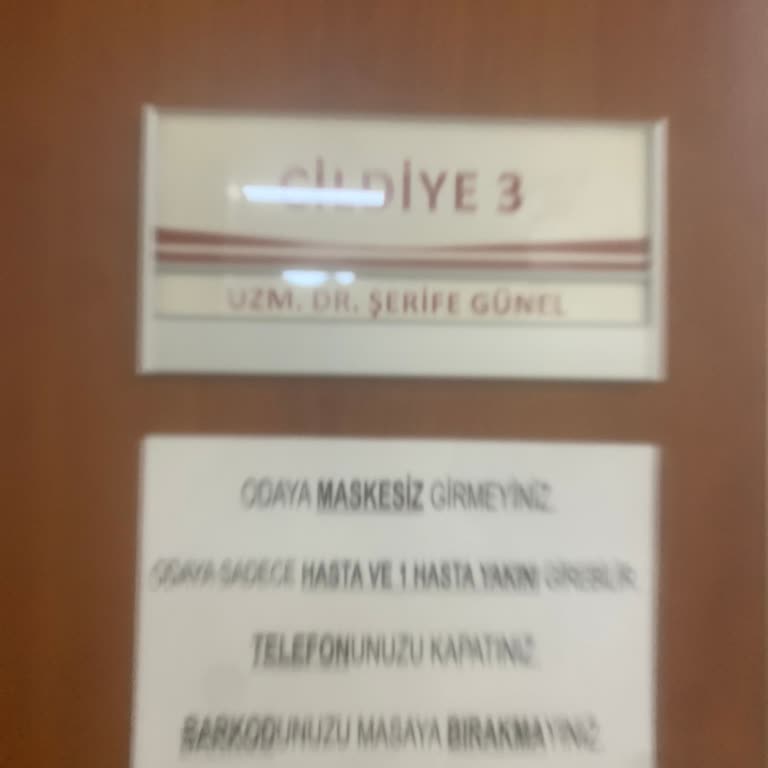 CİLDİYE 3
UZM. DR. ŞERİFE GÜNEL
ODAYA MASKESİZ GİRMEYİNİZ.
ODAYA SADECE HASTA VE 1 HASTA YAKINI GİREBİLİR.
TELEFONUNUZU KAPATINIZ.
BARKODUNUZU MASAYA BIRAKMAYINIZ.